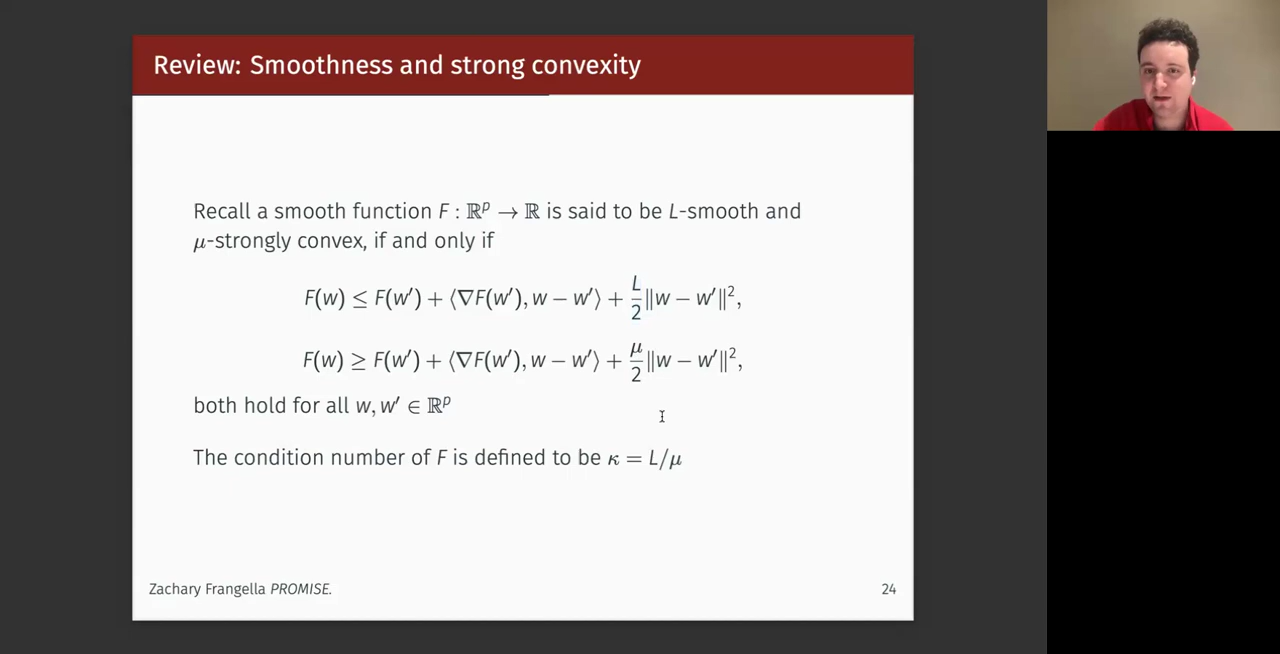 Review: Smoothness and strong convexity
Recall a smooth function F : ℝᵖ → ℝ is said to be L-smooth and
μ-strongly convex, if and only if
F(w) ≤ F(w′) + ⟨∇F(w′), w − w′⟩ + L/2 ‖w − w′‖²,
F(w) ≥ F(w′) + ⟨∇F(w′), w − w′⟩ + μ/2 ‖w − w′‖²,
both hold for all w, w′ ∈ ℝᵖ
The condition number of F is defined to be κ = L/μ
Zachary Frangella PROMISE.
24